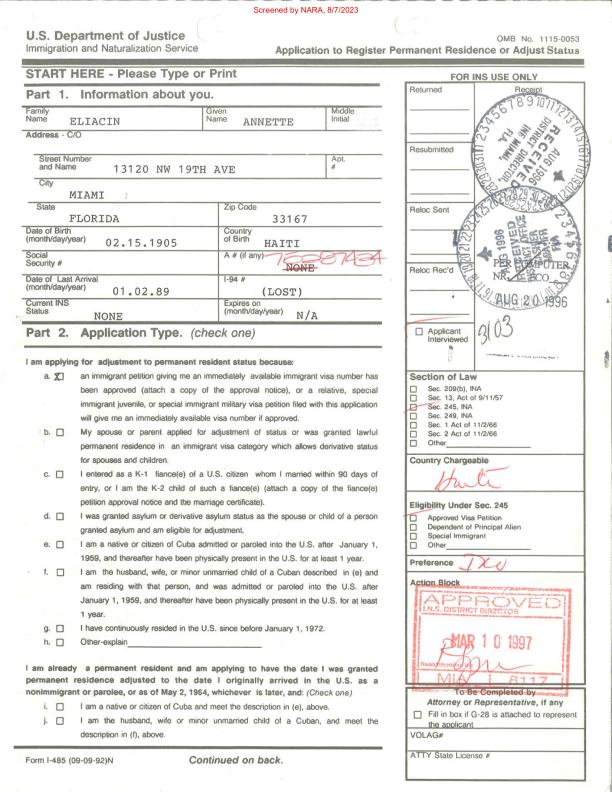 Screened by NARA, 8/7/2023
U.S. Department of Justice
Immigration and Naturalization Service
OMB No. 1115-0053
Application to Register Permanent Residence or Adjust Status
START HERE - Please Type or Print
Part 1. Information about you.
Family Name ELIACIN
Given Name ANNETTE
Middle Initial
Address - C/O
Street Number and Name 13120 NW 19TH AVE
Apt. #
City MIAMI
State FLORIDA
Zip Code 33167
Date of Birth (month/day/year) 02.15.1905
Country of Birth HAITI
Social Security #
A # (if any) NONE
Date of Last Arrival (month/day/year) 01.02.89
I-94 # (LOST)
Current INS Status NONE
Expires on (month/day/year) N/A
Part 2. Application Type. (check one)
I am applying for adjustment to permanent resident status because:
a. X an immigrant petition giving me an immediately available immigrant visa number has
been approved (attach a copy of the approval notice), or a relative, special
immigrant juvenile, or special immigrant military visa petition filed with this application
will give me an immediately available visa number if approved.
b. My spouse or parent applied for adjustment of status or was granted lawful
permanent residence in an immigrant visa category which allows derivative status
for spouses and children.
c. I entered as a K-1 fiance(e) of a U.S. citizen whom I married within 90 days of
entry, or I am the K-2 child of such a fiance(e) (attach a copy of the fiance(e)
petition approval notice and the marriage certificate).
d. I was granted asylum or derivative asylum status as the spouse or child of a person
granted asylum and am eligible for adjustment.
e. I am a native or citizen of Cuba admitted or paroled into the U.S. after January 1,
1959, and thereafter have been physically present in the U.S. for at least 1 year.
f. I am the husband, wife, or minor unmarried child of a Cuban described in (e) and
am residing with that person, and was admitted or paroled into the U.S. after
January 1, 1959, and thereafter have been physically present in the U.S. for at least
1 year.
g. I have continuously resided in the U.S. since before January 1, 1972.
h. Other-explain
I am already a permanent resident and am applying to have the date I was granted
permanent residence adjusted to the date I originally arrived in the U.S. as a
nonimmigrant or parolee, or as of May 2, 1964, whichever is later, and: (Check one)
i. I am a native or citizen of Cuba and meet the description in (e), above.
j. I am the husband, wife or minor unmarried child of a Cuban, and meet the
description in (f), above.
Form I-485 (09-09-92)N
Continued on back.
FOR INS USE ONLY
Returned
Receipt
RECEIVED
DISTRICT DIRECTOR,
AUG 1996
Resubmitted
Reloc Sent
PER COMPUTER
AUG 20 1996
Reloc Rec'd
Applicant Interviewed
3103
Section of Law
Sec. 209(b), INA
Sec. 13, Act of 9/11/57
Sec. 245, INA
Sec. 249, INA
Sec. 1 Act of 11/2/66
Sec. 2 Act of 11/2/66
Other
Country Chargeable
Haiti
Eligibility Under Sec. 245
Approved Visa Petition
Dependent of Principal Alien
Special Immigrant
Other
Preference
Action Block
APPROVED
I.N.S. DISTRICT DIRECTOR
MAR 10 1997
MIA 8117
To Be Completed by
Attorney or Representative, if any
Fill in box if G-28 is attached to represent
the applicant
VOLAG#
ATTY State License #